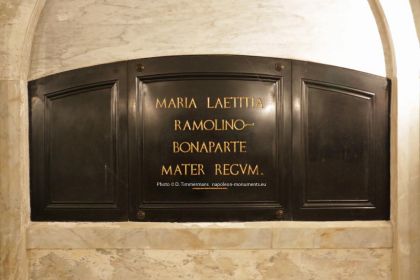 MARIA LAETITIA
RAMOLINO-
BONAPARTE
MATER REGVM.
Photo © D. Timmermans napoleon-monuments.eu